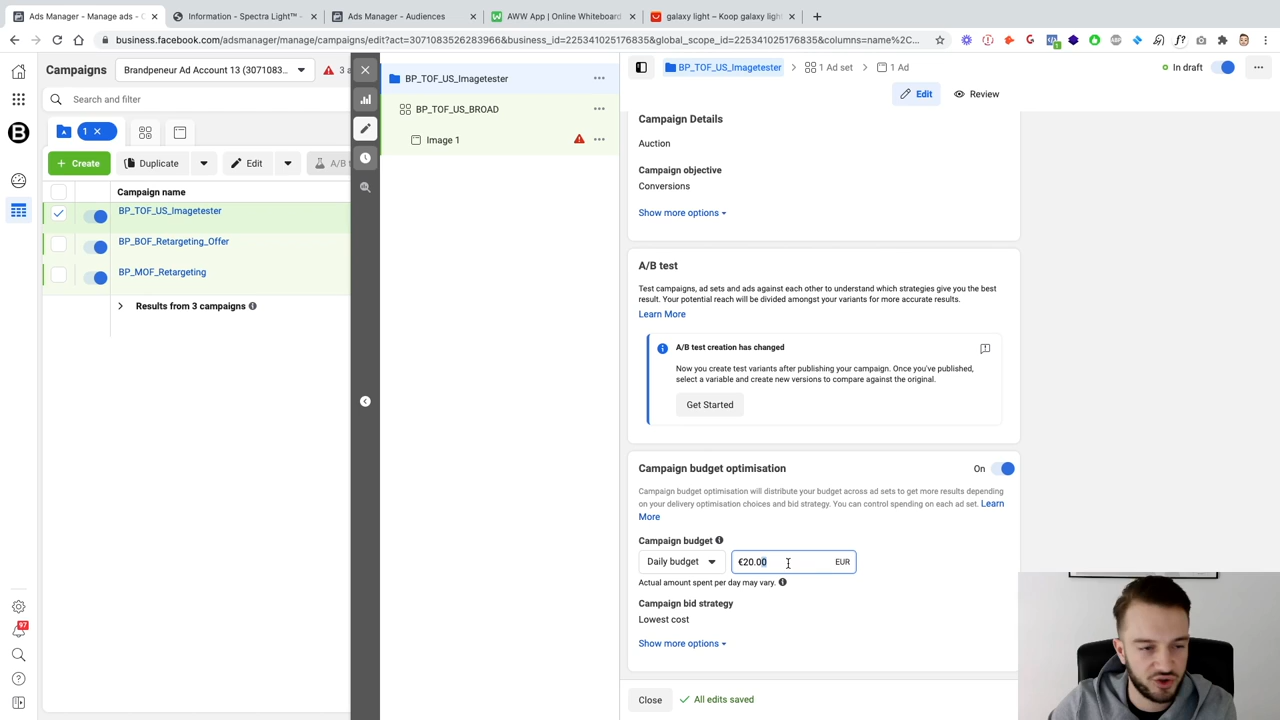 Ads Manager - Manage ads - C
Information - Spectra Light™ -
Ads Manager - Audiences
AWW App | Online Whiteboard
galaxy light – Koop galaxy light
business.facebook.com/adsmanager/manage/campaigns/edit?act=3071083526283966&business_id=225341021768358&global_scope_id=225341021768358&columns=name%2C...
Campaigns
Brandpeneur Ad Account 13 (3071083...
3 a
Search and filter
1
Create
Duplicate
Edit
A/B t
Campaign name
BP_TOF_US_Imagetester
BP_BOF_Retargeting_Offer
BP_MOF_Retargeting
Results from 3 campaigns
97
BP_TOF_US_Imagetester
BP_TOF_US_BROAD
Image 1
BP_TOF_US_Imagetester
1 Ad set
1 Ad
In draft
Edit
Review
Campaign Details
Auction
Campaign objective
Conversions
Show more options
A/B test
Test campaigns, ad sets and ads against each other to understand which strategies give you the best
result. Your potential reach will be divided amongst your variants for more accurate results.
Learn More
A/B test creation has changed
Now you create test variants after publishing your campaign. Once you've published,
select a variable and create new versions to compare against the original.
Get Started
Campaign budget optimisation
On
Campaign budget optimisation will distribute your budget across ad sets to get more results depending
on your delivery optimisation choices and bid strategy. You can control spending on each ad set. Learn
More
Campaign budget
Daily budget
€20.00
EUR
Actual amount spent per day may vary.
Campaign bid strategy
Lowest cost
Show more options
Close
All edits saved